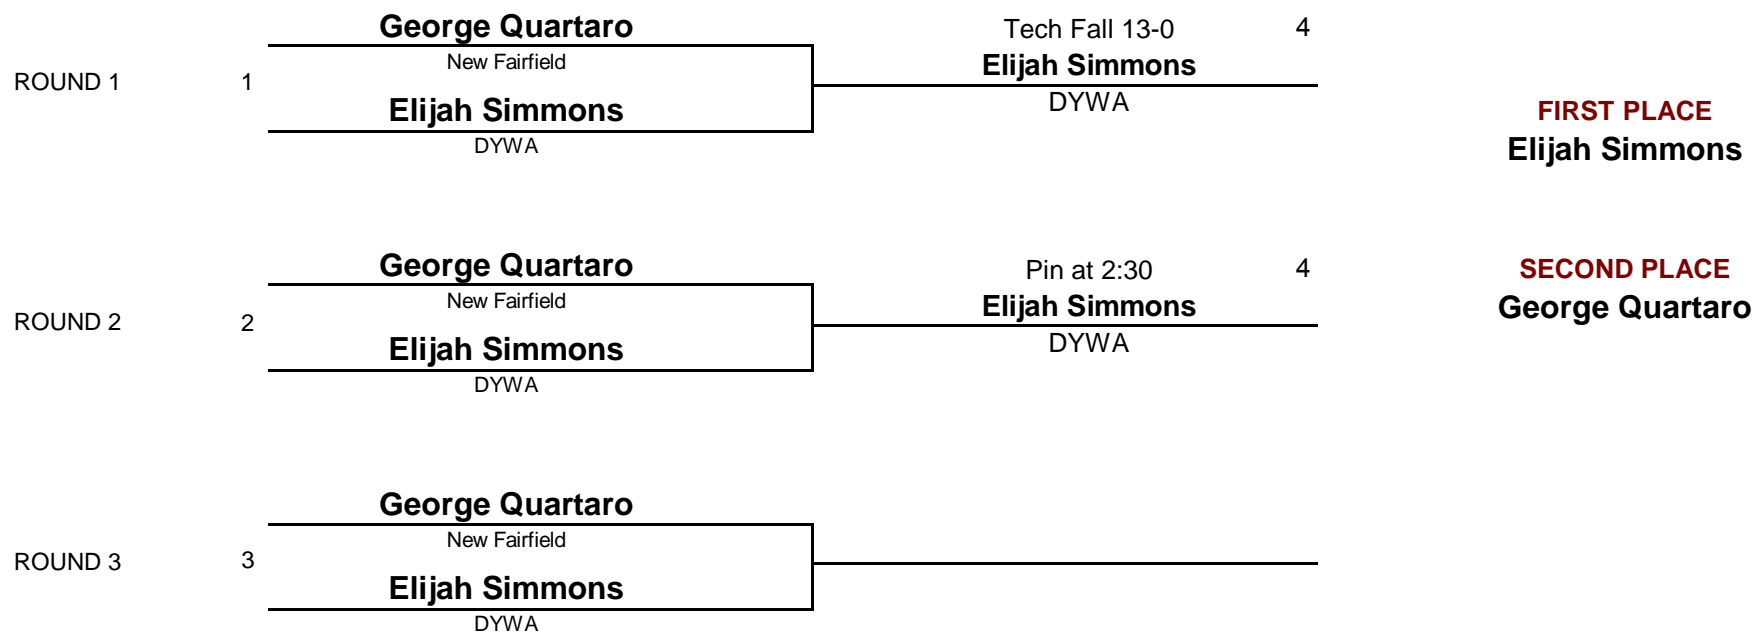 George Quartaro
Tech Fall 13-0 4
New Fairfield
Elijah Simmons
ROUND 1 1
Elijah Simmons
DYWA
FIRST PLACE
DYWA
Elijah Simmons
George Quartaro
Pin at 2:30 4
SECOND PLACE
New Fairfield
Elijah Simmons
George Quartaro
ROUND 2 2
Elijah Simmons
DYWA
DYWA
George Quartaro
New Fairfield
ROUND 3 3
Elijah Simmons
DYWA